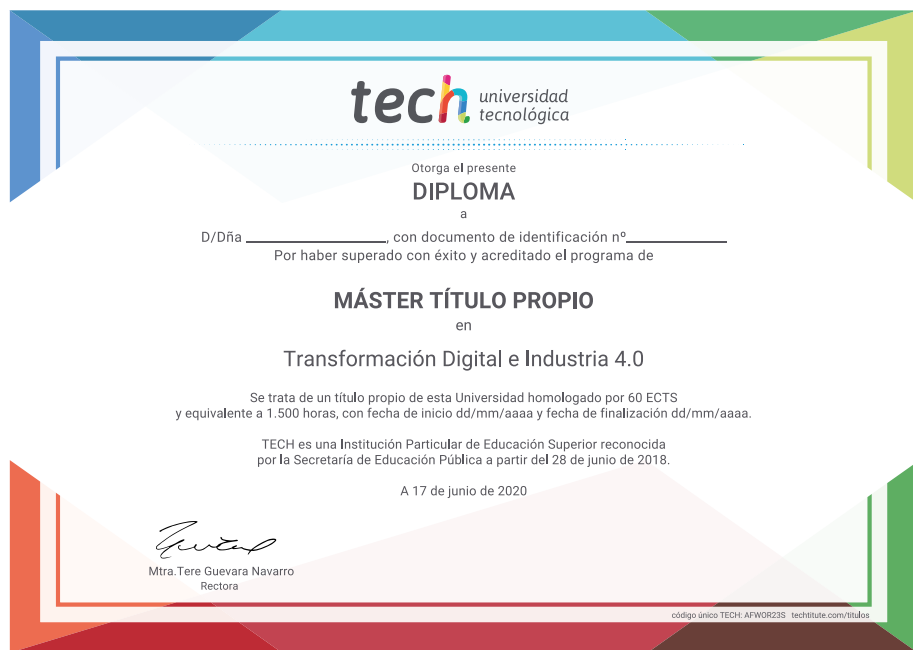 tech universidad
tecnológica
Otorga el presente
DIPLOMA
a
D/Dña ____________, con documento de identificación nº____________
Por haber superado con éxito y acreditado el programa de
MÁSTER TÍTULO PROPIO
en
Transformación Digital e Industria 4.0
Se trata de un título propio de esta Universidad homologado por 60 ECTS
y equivalente a 1.500 horas, con fecha de inicio dd/mm/aaaa y fecha de finalización dd/mm/aaaa.
TECH es una Institución Particular de Educación Superior reconocida
por la Secretaría de Educación Pública a partir del 28 de junio de 2018.
A 17 de junio de 2020
Mtra.Tere Guevara Navarro
Rectora
código único TECH: AFWOR23S techtitute.com/titulos